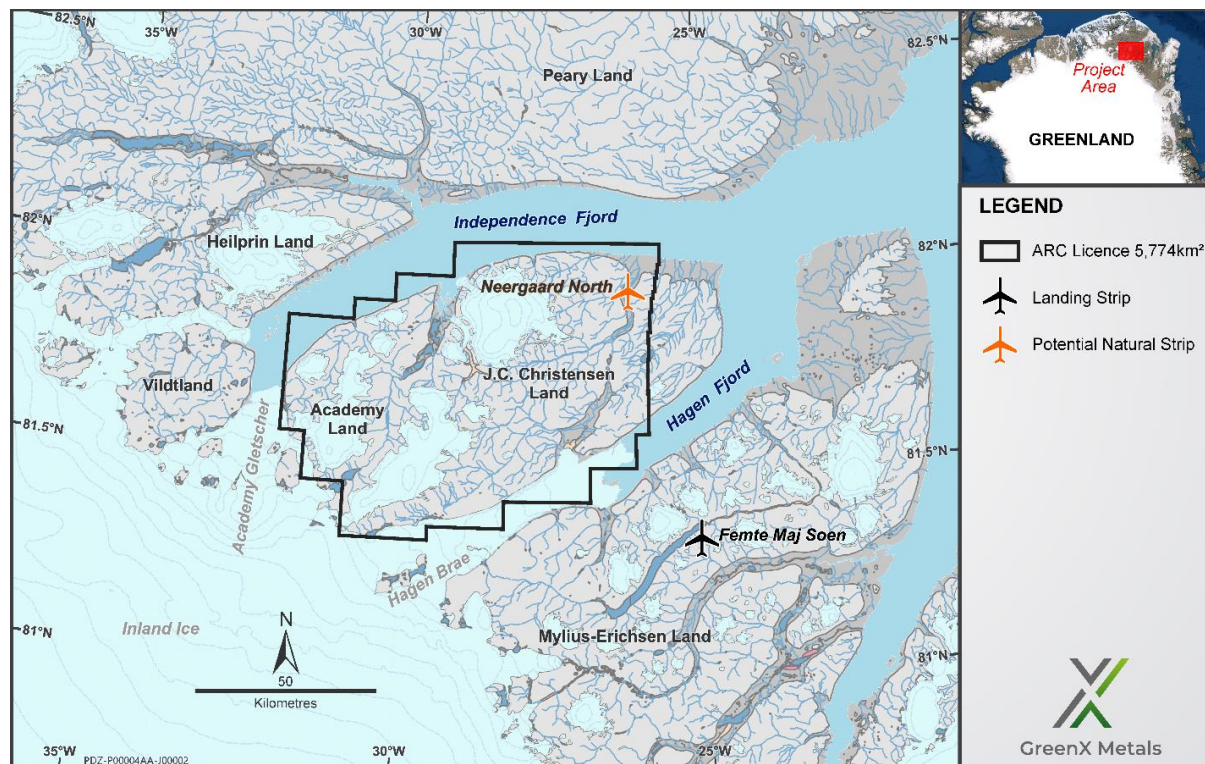 35°W
30°W
25°W
82.5°N
82.5°N
Peary Land
Project
Area
GREENLAND
LEGEND
ARC Licence 5,774km²
Landing Strip
Potential Natural Strip
82°N
Independence Fjord
Heilprin Land
82°N
Neergaard North
Vildtland
J.C. Christensen
Land
Academy
Land
Hagen Fjord
81.5°N
81.5°N
Academy Gletscher
Femte Maj Soen
Hagen Brae
Inland Ice
81°N
N
Mylius-Erichsen Land
81°N
50
Kilometres
35°W
30°W
25°W
PDZ-P00004AA-J00002
GreenX Metals